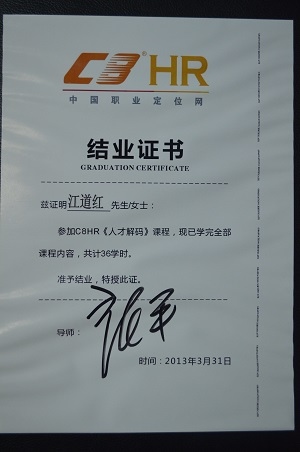 C8®HR
中国职业定位网
结业证书
GRADUATION CERTIFICATE
兹证明江道红先生/女士：
参加C8HR《人才解码》课程，现已学完全部
课程内容，共计36学时。
准予结业，特授此证。
导师：
时间：2013年3月31日